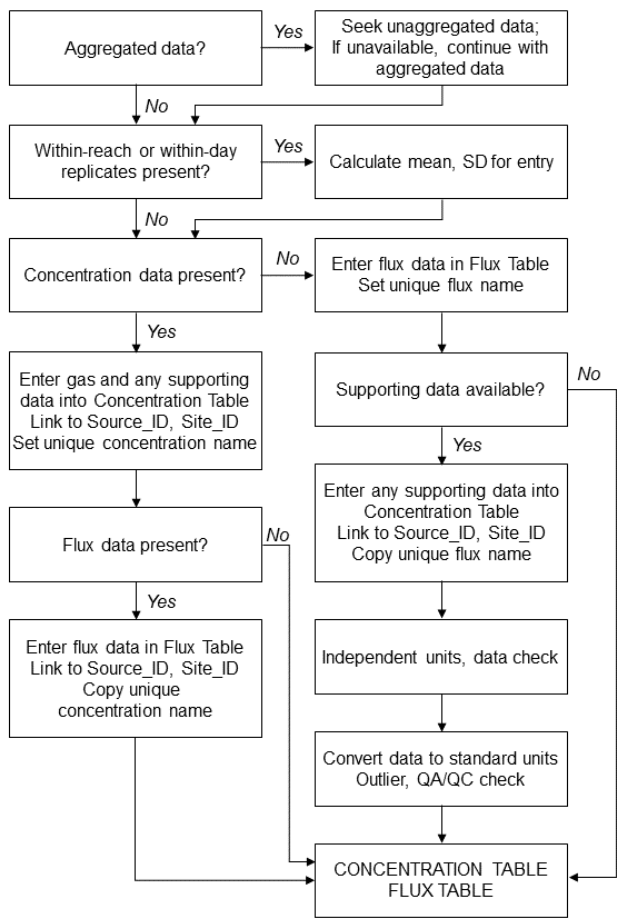 Aggregated data?
Yes
Seek unaggregated data;
If unavailable, continue with
aggregated data
No
Within-reach or within-day
replicates present?
Yes
Calculate mean, SD for entry
No
Concentration data present?
No
Enter flux data in Flux Table
Set unique flux name
Yes
Enter gas and any supporting
data into Concentration Table
Link to Source_ID, Site_ID
Set unique concentration name
Supporting data available?
No
Yes
Enter any supporting data into
Concentration Table
Link to Source_ID, Site_ID
Copy unique flux name
Flux data present?
No
Yes
Enter flux data in Flux Table
Link to Source_ID, Site_ID
Copy unique
concentration name
Independent units, data check
Convert data to standard units
Outlier, QA/QC check
CONCENTRATION TABLE
FLUX TABLE